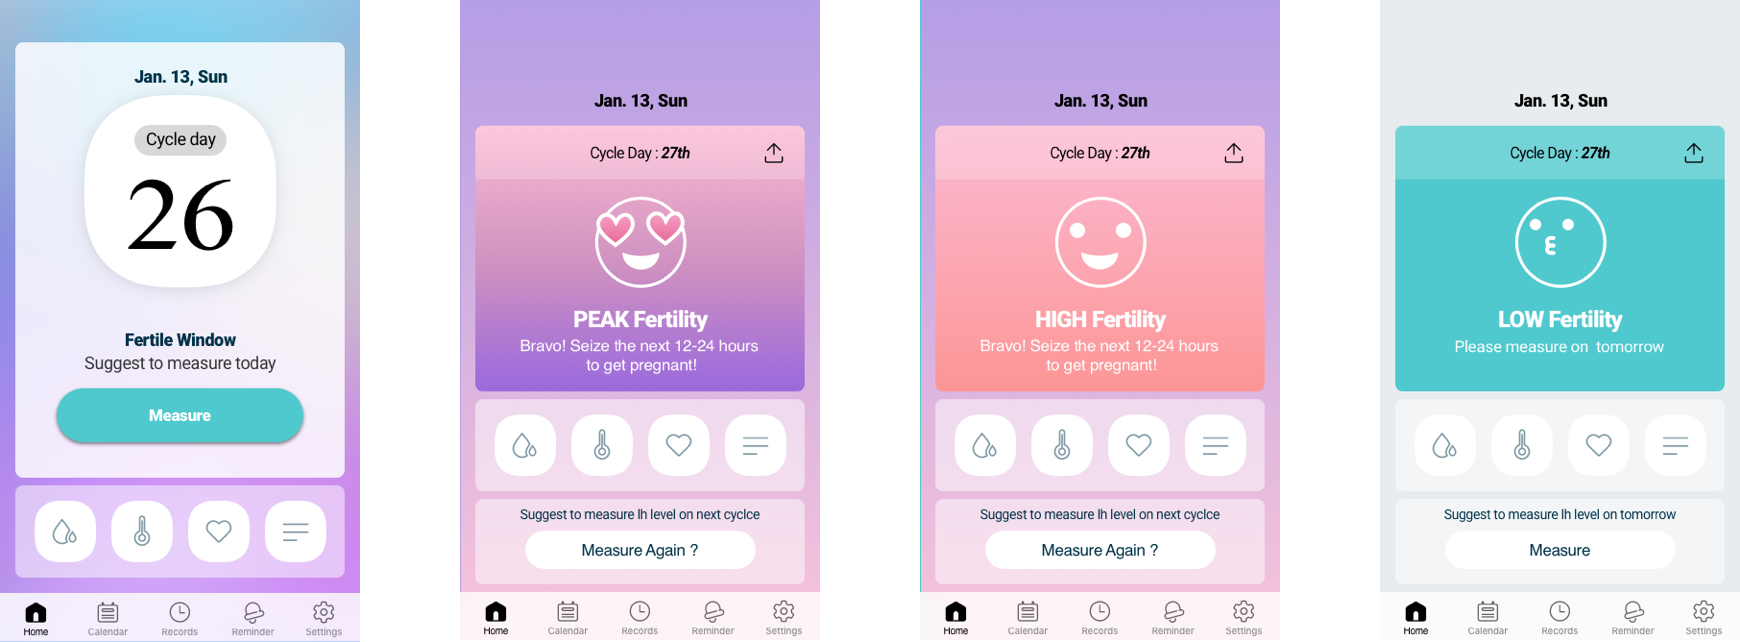 Jan. 13, Sun
Cycle day
26
Fertile Window
Suggest to measure today
Measure
Home Calendar Records Reminder Settings
Jan. 13, Sun
Cycle Day : 27th
PEAK Fertility
Bravo! Seize the next 12-24 hours
to get pregnant!
Suggest to measure lh level on next cyclce
Measure Again ?
Home Calendar Records Reminder Settings
Jan. 13, Sun
Cycle Day : 27th
HIGH Fertility
Bravo! Seize the next 12-24 hours
to get pregnant!
Suggest to measure lh level on next cyclce
Measure Again ?
Home Calendar Records Reminder Settings
Jan. 13, Sun
Cycle Day : 27th
LOW Fertility
Please measure on tomorrow
Suggest to measure lh level on tomorrow
Measure
Home Calendar Records Reminder Settings